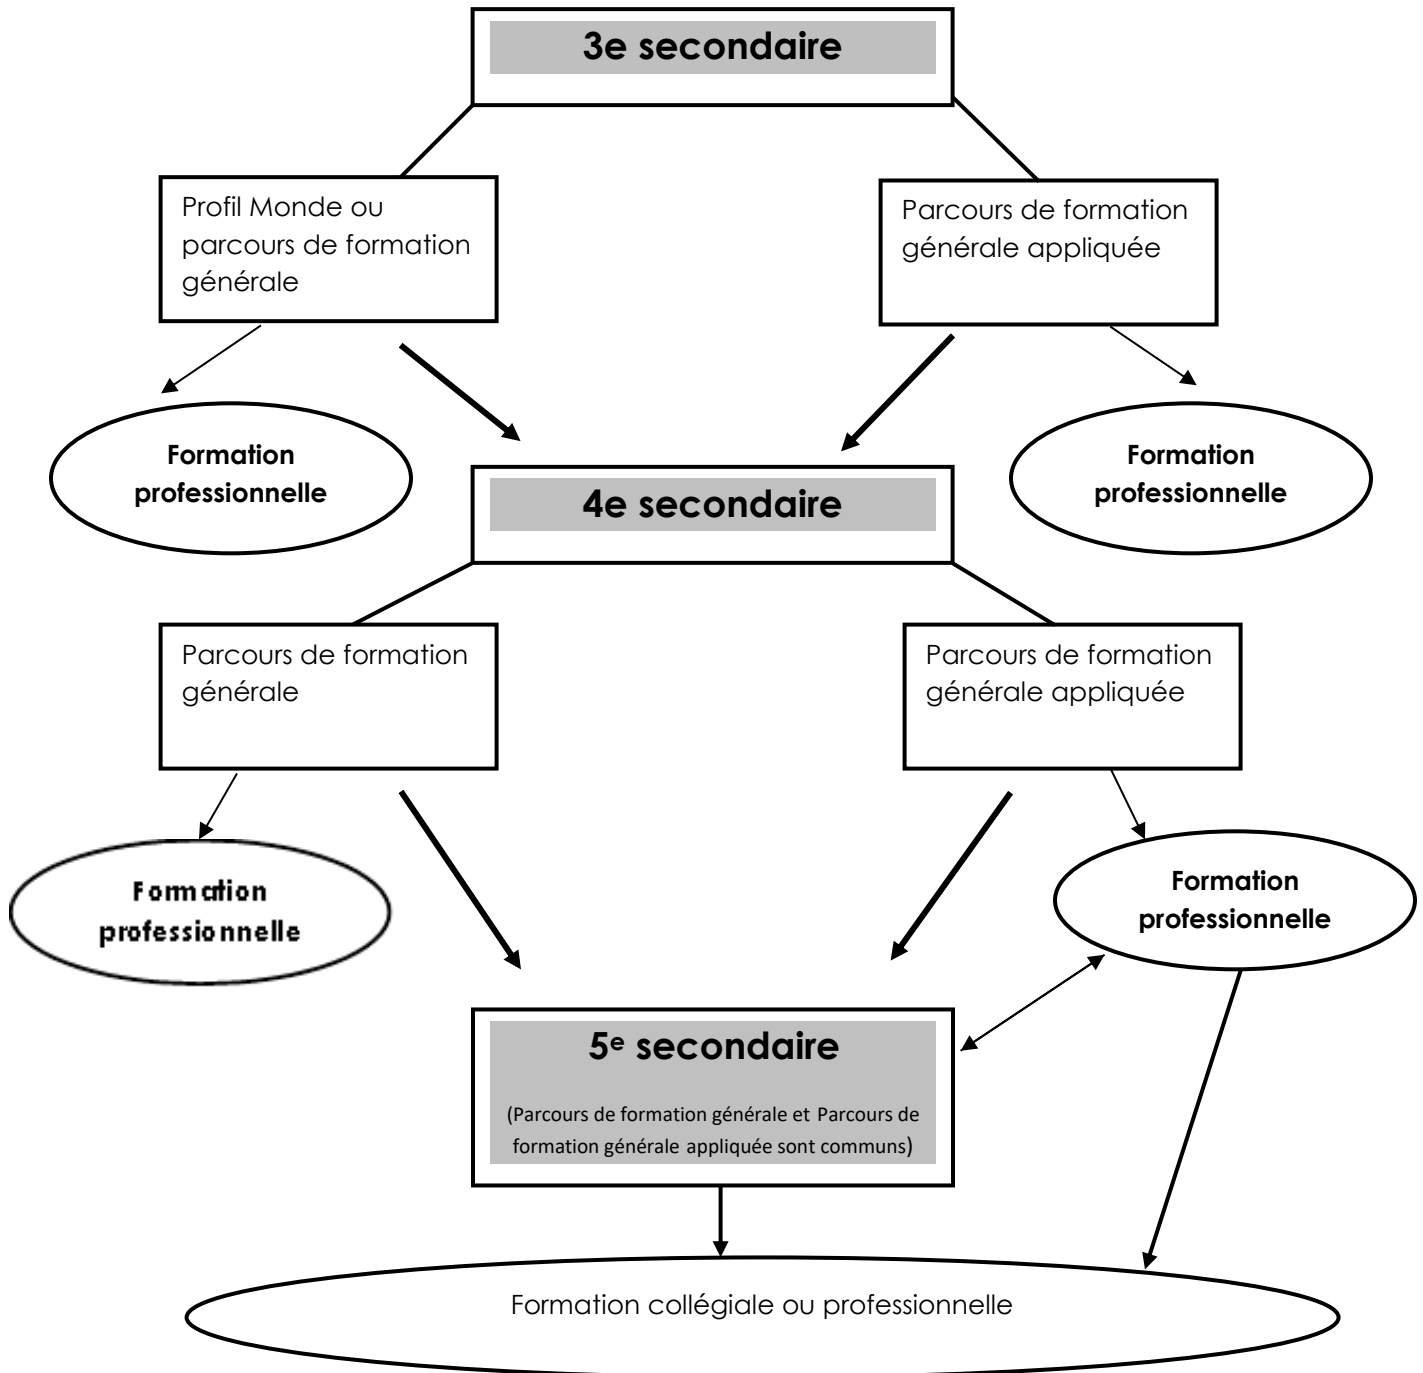 3e secondaire
Profil Monde ou
parcours de formation
générale
Parcours de formation
générale appliquée
Formation
professionnelle
Formation
professionnelle
4e secondaire
Parcours de formation
générale
Parcours de formation
générale appliquée
Formation
professionnelle
Formation
professionnelle
5e secondaire
(Parcours de formation générale et Parcours de
formation générale appliquée sont communs)
Formation collégiale ou professionnelle